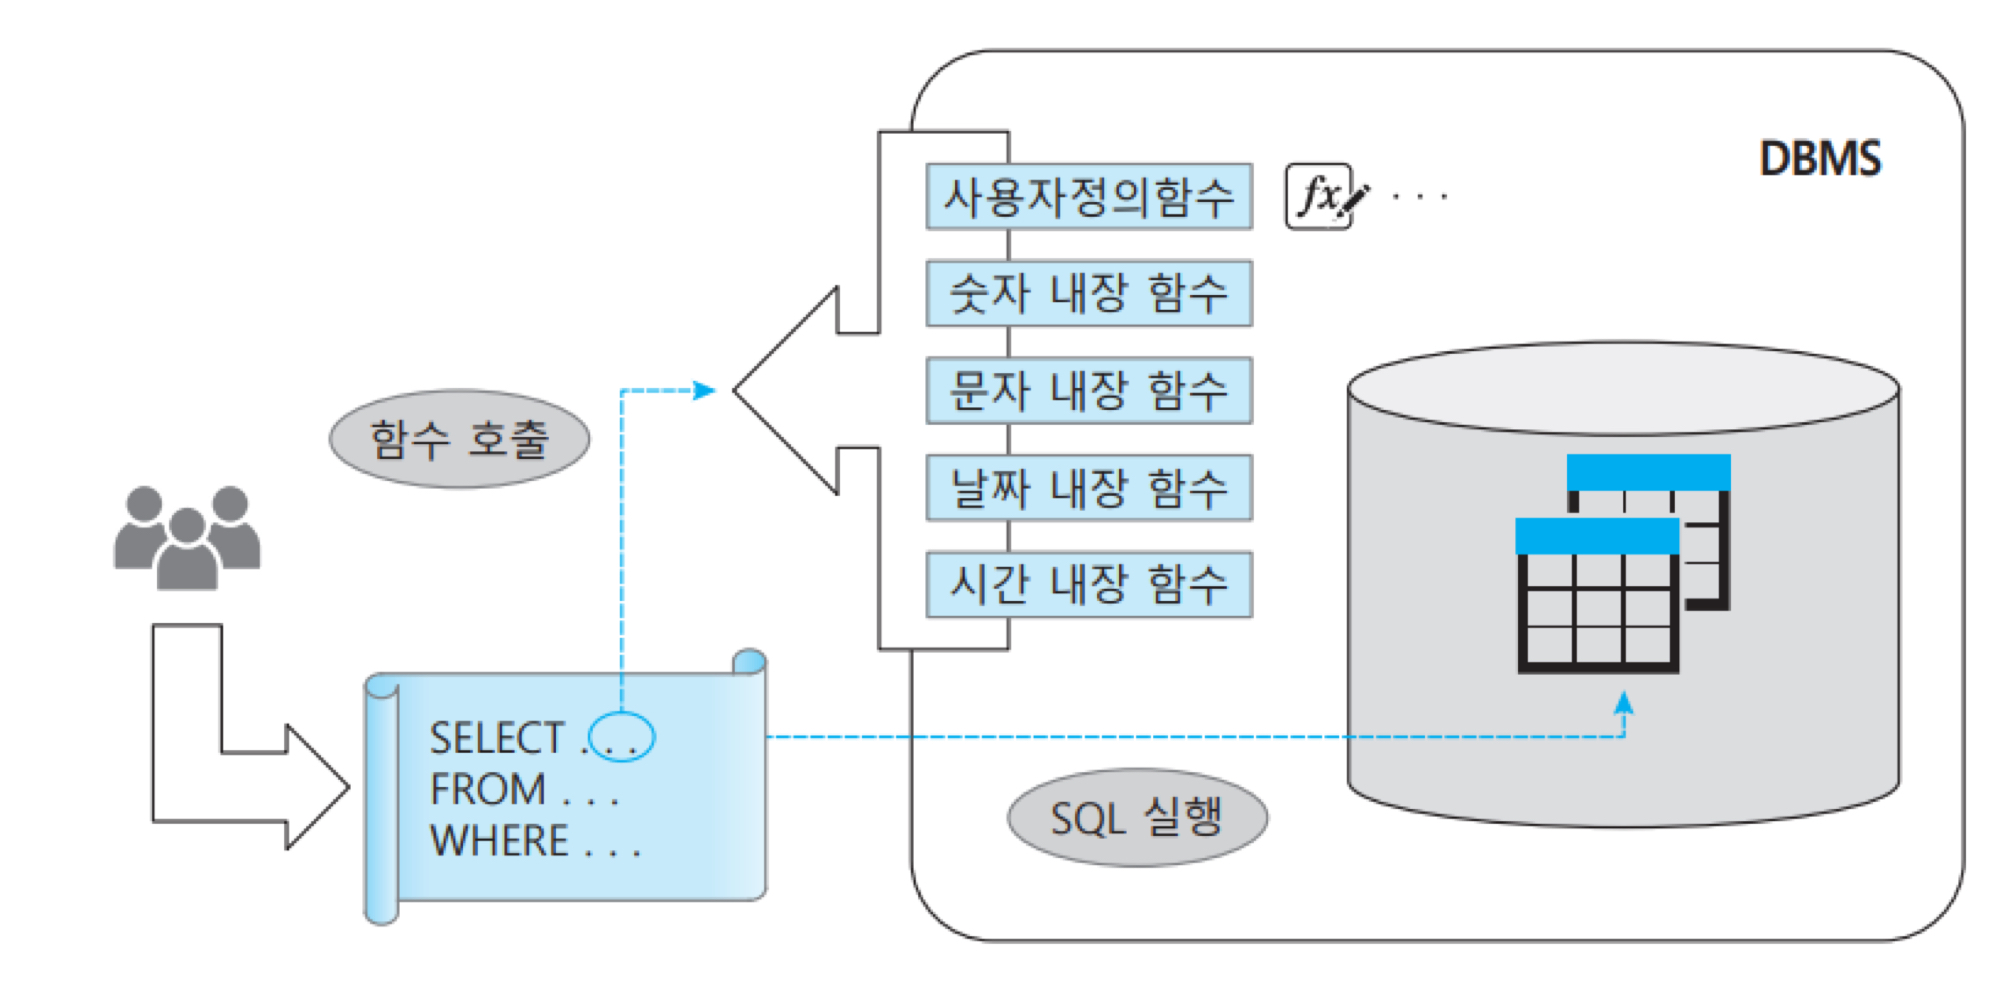 DBMS
사용자정의함수
fx . . .
숫자 내장 함수
문자 내장 함수
날짜 내장 함수
시간 내장 함수
함수 호출
SELECT . . .
FROM . . .
WHERE . . .
SQL 실행